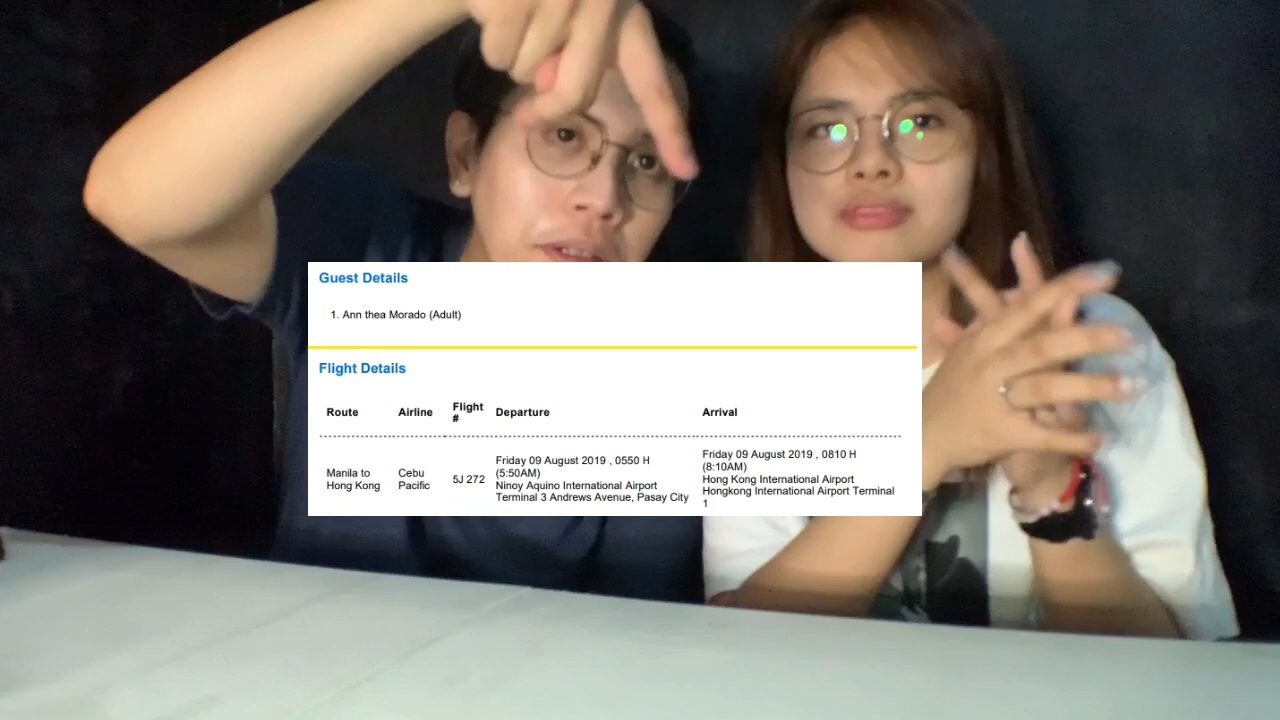 Guest Details
1. Ann thea Morado (Adult)
Flight Details
Route Airline Flight # Departure Arrival
Manila to
Hong Kong
Cebu
Pacific
5J 272
Friday 09 August 2019 , 0550 H
(5:50AM)
Ninoy Aquino International Airport
Terminal 3 Andrews Avenue, Pasay City
Friday 09 August 2019 , 0810 H
(8:10AM)
Hong Kong International Airport
Hongkong International Airport Terminal
1